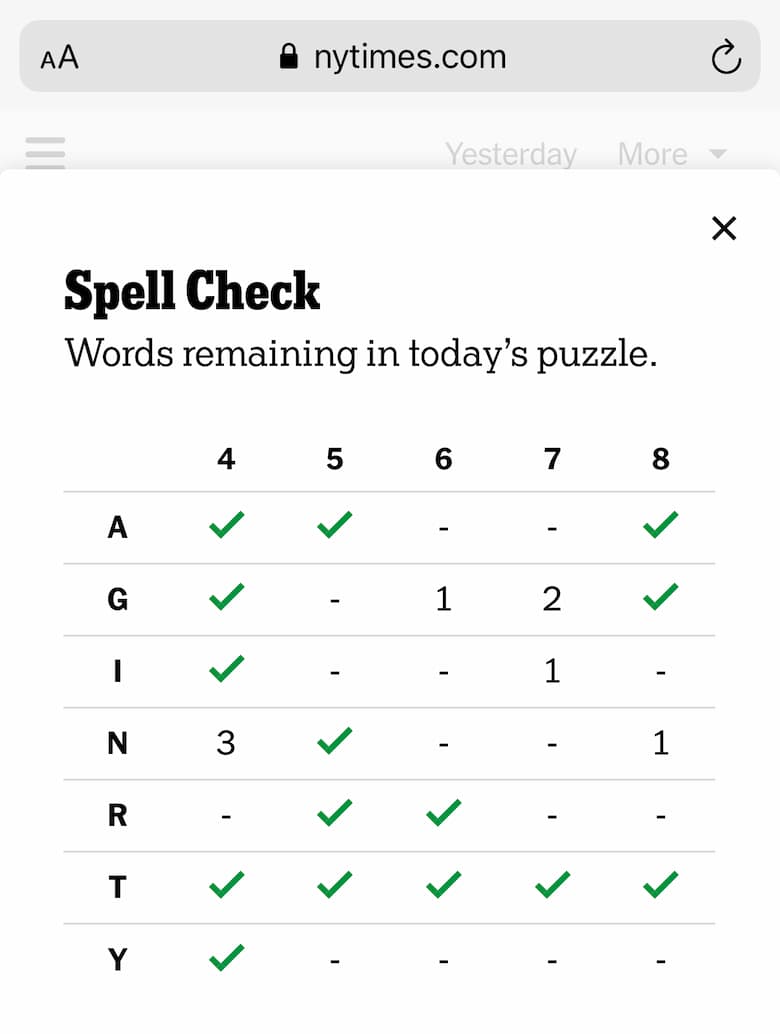 AA nytimes.com
Yesterday More
Spell Check
Words remaining in today’s puzzle.
4 5 6 7 8
A ✓ ✓ - - ✓
G ✓ - 1 2 ✓
I ✓ - - 1 -
N 3 ✓ - - 1
R - ✓ ✓ - -
T ✓ ✓ ✓ ✓ ✓
Y ✓ - - - -